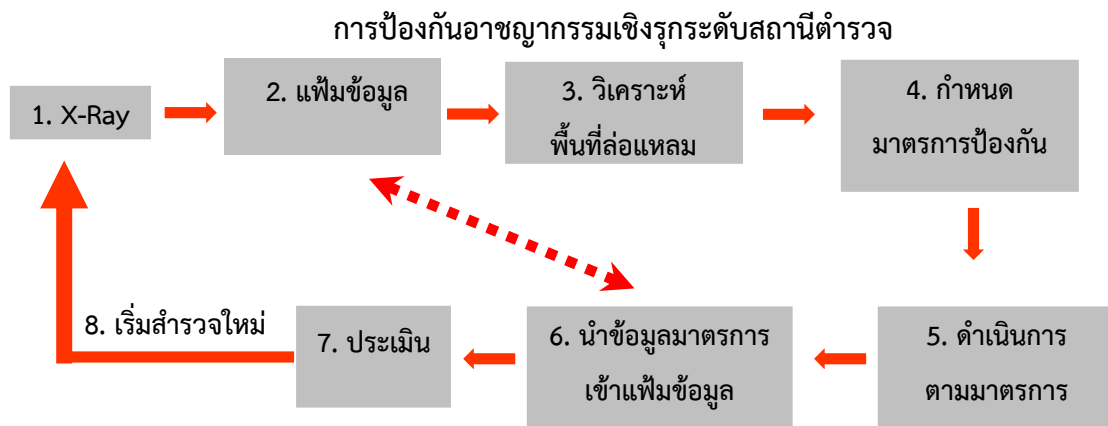 การป้องกันอาชญากรรมเชิงรุกระดับสถานีตำรวจ
1. X-Ray
2. แฟ้มข้อมูล
3. วิเคราะห์
พื้นที่ล่อแหลม
4. กำหนด
มาตรการป้องกัน
5. ดำเนินการ
ตามมาตรการ
6. นำข้อมูลมาตรการ
เข้าแฟ้มข้อมูล
7. ประเมิน
8. เริ่มสำรวจใหม่